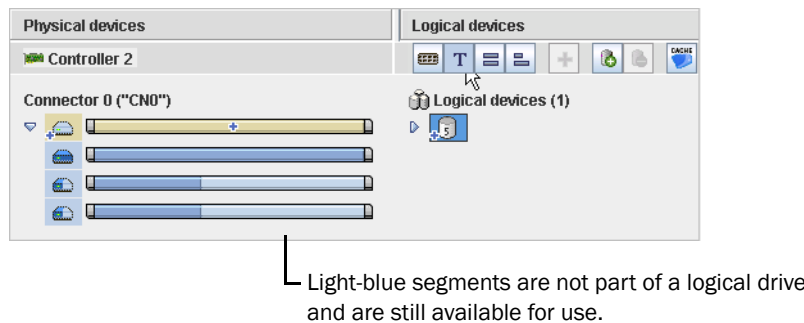 Physical devices
Logical devices
Controller 2
T
CACHE
Connector 0 ("CN0")
Logical devices (1)
5
Light-blue segments are not part of a logical drive
and are still available for use.